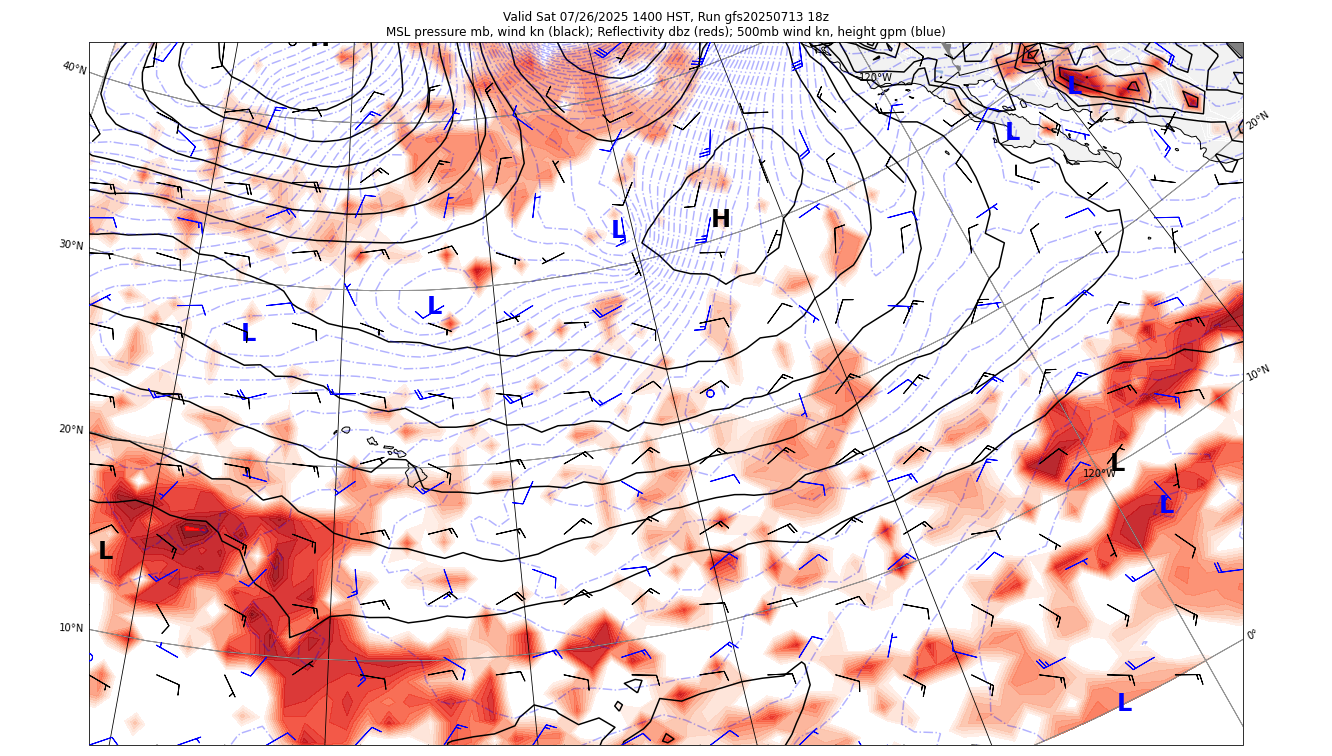 Valid Sat 07/26/2025 1400 HST, Run gfs20250713 18z
MSL pressure mb, wind kn (black); Reflectivity dbz (reds); 500mb wind kn, height gpm (blue)
40°N
120°W
L
L
20°N
H
L
30°N
L
L
10°N
20°N
L
120°W
L
L
10°N
0°
L